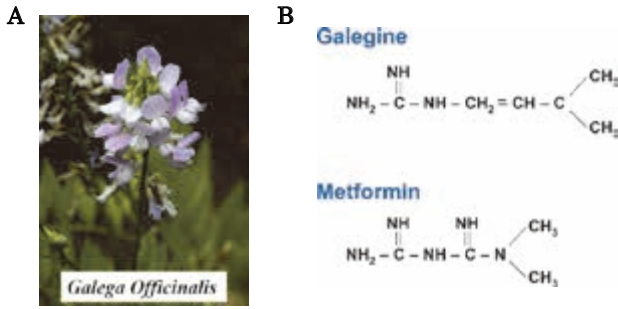 A
B
Galega Officinalis
Galegine
NH
NH2 – C – NH – CH2 = CH – C
CH3
CH3
Metformin
NH NH
NH2 – C – NH – C – N
CH3
CH3